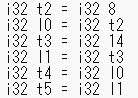 i32 t2 = i32 8
i32 l0 = i32 t2
i32 t3 = i32 14
i32 l1 = i32 t3
i32 t4 = i32 l0
i32 t5 = i32 l1